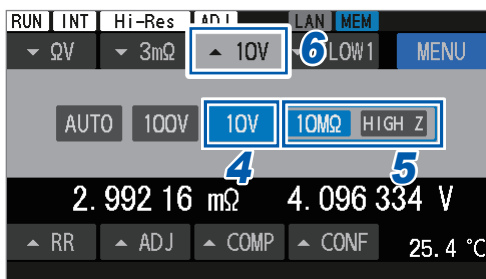 RUN INT Hi-Res ADJ LAN MEM
ΩV 3mΩ 10V 6 LOW1 MENU
AUTO 100V 10V 10MΩ HIGH Z
4 5
2.992 16 mΩ 4.096 334 V
RR ADJ COMP CONF 25.4 °C